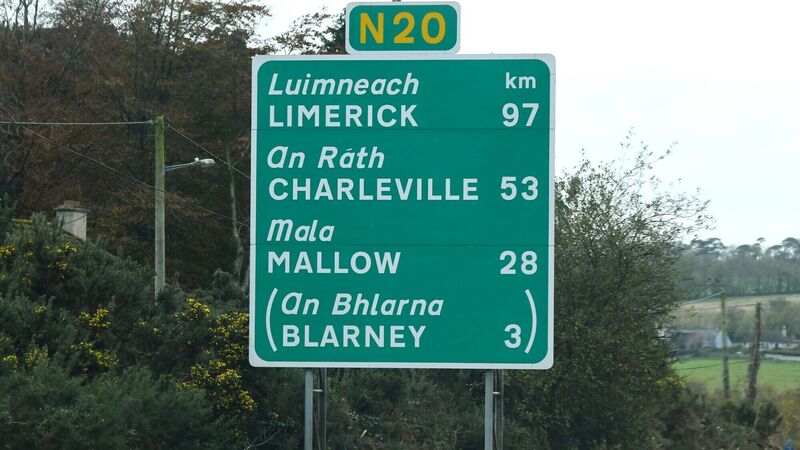 N20
Luimneach km
LIMERICK 97
An Ráth
CHARLEVILLE 53
Mala
MALLOW 28
(An Bhlarna
BLARNEY 3)